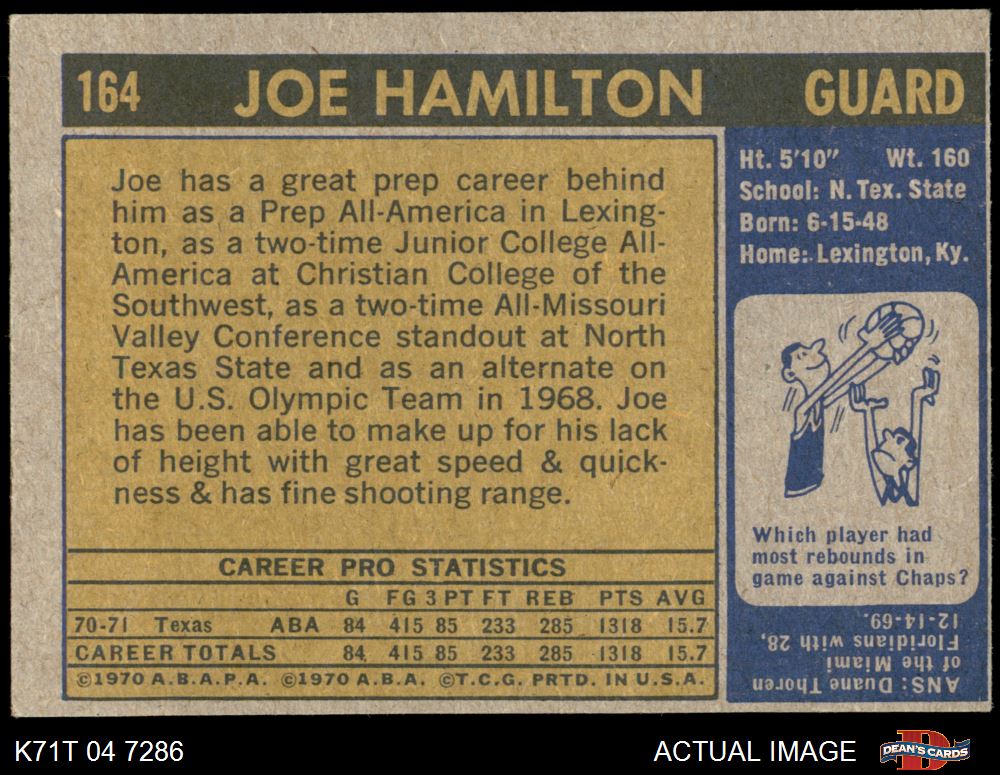 164 JOE HAMILTON GUARD
Joe has a great prep career behind
him as a Prep All-America in Lexing-
ton, as a two-time Junior College All-
America at Christian College of the
Southwest, as a two-time All-Missouri
Valley Conference standout at North
Texas State and as an alternate on
the U.S. Olympic Team in 1968. Joe
has been able to make up for his lack
of height with great speed & quick-
ness & has fine shooting range.
CAREER PRO STATISTICS
G FG 3PT FT REB PTS AVG
70-71 Texas ABA 84 415 85 233 285 1318 15.7
CAREER TOTALS 84 415 85 233 285 1318 15.7
©1970 A.B.A.P.A. ©1970 A.B.A. ©T.C.G. PRTD. IN U.S.A.
Ht. 5'10" Wt. 160
School: N. Tex. State
Born: 6-15-48
Home: Lexington, Ky.
Which player had
most rebounds in
game against Chaps?
ANS: Duane Thoren
of the Miami
Floridians with 28,
12-14-69.
K71T 04 7286
ACTUAL IMAGE
D
DEAN'S CARDS